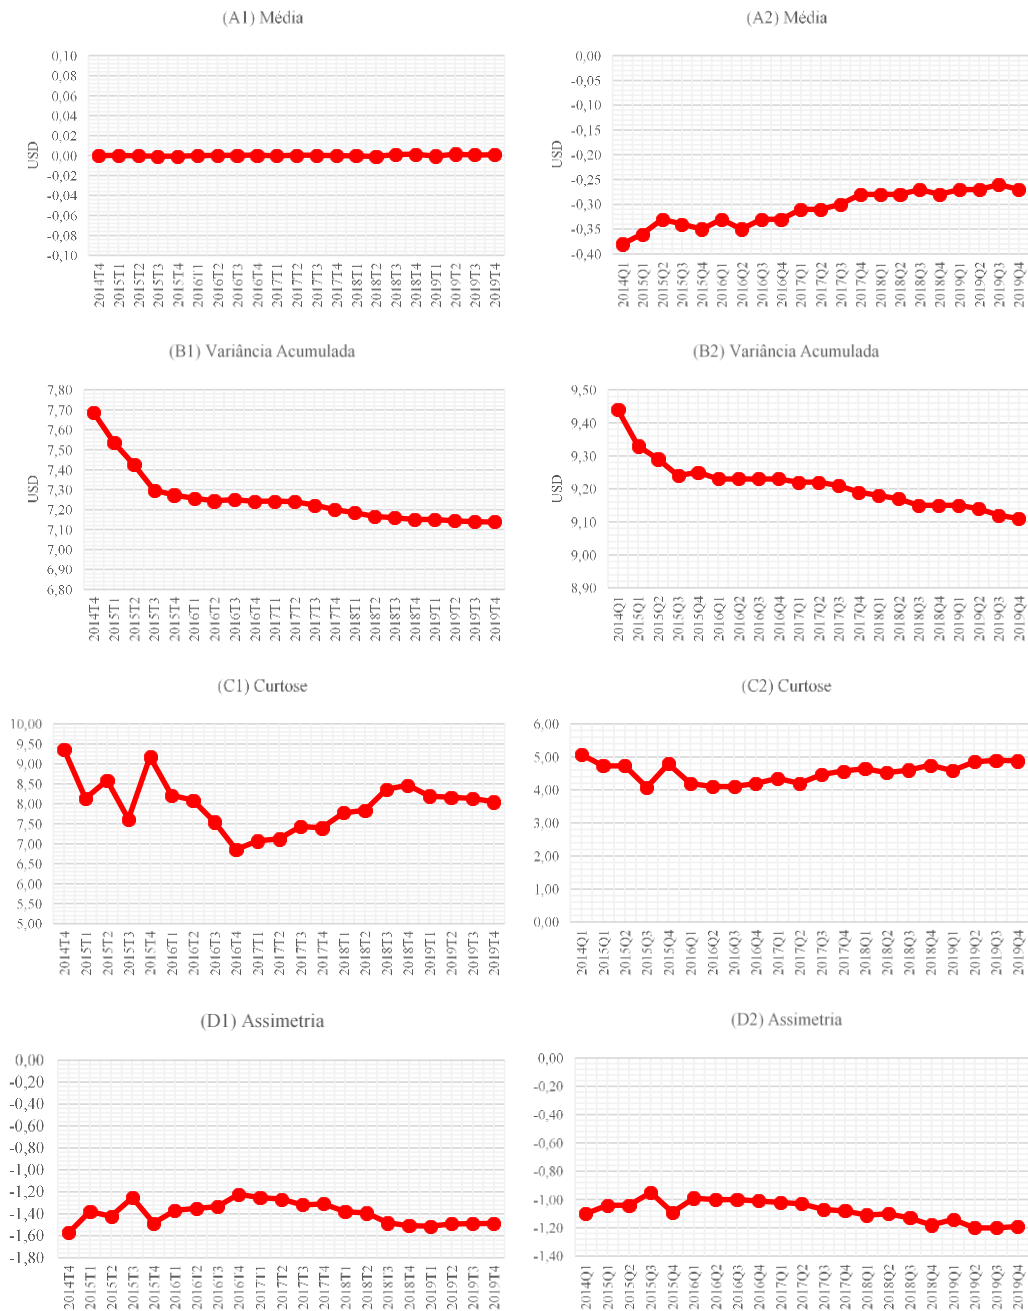 (A1) Média
0,10
0,08
0,06
0,04
0,02
0,00
-0,02
-0,04
-0,06
-0,08
-0,10
USD
2014T4
2015T1
2015T2
2015T3
2015T4
2016T1
2016T2
2016T3
2016T4
2017T1
2017T2
2017T3
2017T4
2018T1
2018T2
2018T3
2018T4
2019T1
2019T2
2019T3
2019T4
(A2) Média
0,00
-0,05
-0,10
-0,15
-0,20
-0,25
-0,30
-0,35
-0,40
USD
2014Q1
2015Q1
2015Q2
2015Q3
2015Q4
2016Q1
2016Q2
2016Q3
2016Q4
2017Q1
2017Q2
2017Q3
2017Q4
2018Q1
2018Q2
2018Q3
2018Q4
2019Q1
2019Q2
2019Q3
2019Q4
(B1) Variância Acumulada
7,80
7,70
7,60
7,50
7,40
7,30
7,20
7,10
7,00
6,90
6,80
USD
2014T4
2015T1
2015T2
2015T3
2015T4
2016T1
2016T2
2016T3
2016T4
2017T1
2017T2
2017T3
2017T4
2018T1
2018T2
2018T3
2018T4
2019T1
2019T2
2019T3
2019T4
(B2) Variância Acumulada
9,50
9,40
9,30
9,20
9,10
9,00
8,90
USD
2014Q1
2015Q1
2015Q2
2015Q3
2015Q4
2016Q1
2016Q2
2016Q3
2016Q4
2017Q1
2017Q2
2017Q3
2017Q4
2018Q1
2018Q2
2018Q3
2018Q4
2019Q1
2019Q2
2019Q3
2019Q4
(C1) Curtose
10,00
9,50
9,00
8,50
8,00
7,50
7,00
6,50
6,00
5,50
5,00
2014T4
2015T1
2015T2
2015T3
2015T4
2016T1
2016T2
2016T3
2016T4
2017T1
2017T2
2017T3
2017T4
2018T1
2018T2
2018T3
2018T4
2019T1
2019T2
2019T3
2019T4
(C2) Curtose
6,00
5,00
4,00
3,00
2,00
1,00
0,00
2014Q1
2015Q1
2015Q2
2015Q3
2015Q4
2016Q1
2016Q2
2016Q3
2016Q4
2017Q1
2017Q2
2017Q3
2017Q4
2018Q1
2018Q2
2018Q3
2018Q4
2019Q1
2019Q2
2019Q3
2019Q4
(D1) Assimetria
0,00
-0,20
-0,40
-0,60
-0,80
-1,00
-1,20
-1,40
-1,60
-1,80
2014T4
2015T1
2015T2
2015T3
2015T4
2016T1
2016T2
2016T3
2016T4
2017T1
2017T2
2017T3
2017T4
2018T1
2018T2
2018T3
2018T4
2019T1
2019T2
2019T3
2019T4
(D2) Assimetria
0,00
-0,20
-0,40
-0,60
-0,80
-1,00
-1,20
-1,40
2014Q1
2015Q1
2015Q2
2015Q3
2015Q4
2016Q1
2016Q2
2016Q3
2016Q4
2017Q1
2017Q2
2017Q3
2017Q4
2018Q1
2018Q2
2018Q3
2018Q4
2019Q1
2019Q2
2019Q3
2019Q4